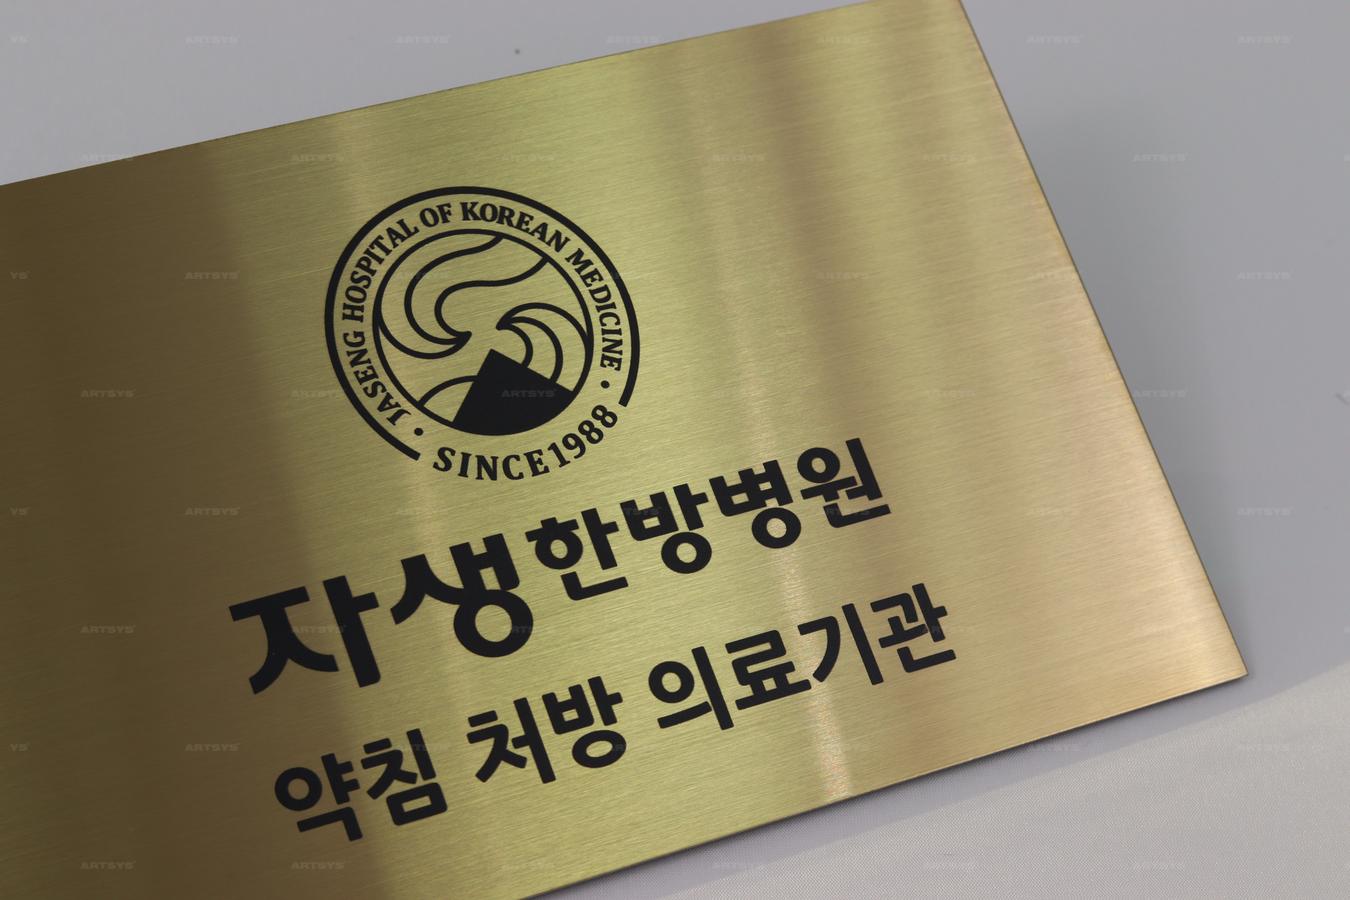 JASENG HOSPITAL OF KOREAN MEDICINE
SINCE1988
자생한방병원
약침 처방 의료기관
ARTSYS